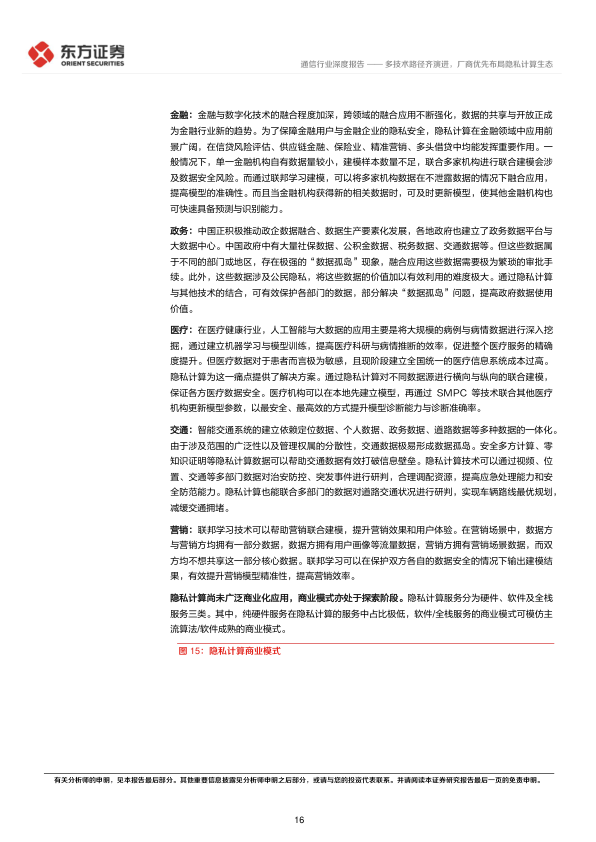 东方证券
ORIENT SECURITIES
通信行业深度报告 —— 多技术路径齐演进，厂商优先布局隐私计算生态
金融：金融与数字化技术的融合程度加深，跨领域的融合应用不断强化，数据的共享与开放正成
为金融行业新的趋势。为了保障金融用户与金融企业的隐私安全，隐私计算在金融领域中应用前
景广阔，在信贷风险评估、供应链金融、保险业、精准营销、多头借贷中均能发挥重要作用。一
般情况下，单一金融机构自有数据量较小，建模样本数量不足，联合多家机构进行联合建模会涉
及数据安全风险。而通过联邦学习建模，可以将多家机构数据在不泄露数据的情况下融合应用，
提高模型的准确性。而且当金融机构获得新的相关数据时，可及时更新模型，使其他金融机构也
可快速具备预测与识别能力。
政务：中国正积极推动政企数据融合、数据生产要素化发展，各地政府也建立了政务数据平台与
大数据中心。中国政府中有大量社保数据、公积金数据、税务数据、交通数据等。但这些数据属
于不同的部门或地区，存在极强的“数据孤岛”现象，融合应用这些数据需要极为繁琐的审批手
续。此外，这些数据涉及公民隐私，将这些数据的价值加以有效利用的难度极大。通过隐私计算
与其他技术的结合，可有效保护各部门的数据，部分解决“数据孤岛”问题，提高政府数据使用
价值。
医疗：在医疗健康行业，人工智能与大数据的应用主要是将大规模的病例与病情数据进行深入挖
掘，通过建立机器学习与模型训练，提高医疗科研与病情推断的效率，促进整个医疗服务的精确
度提升。但医疗数据对于患者而言极为敏感，且现阶段建立全国统一的医疗信息系统成本过高。
隐私计算为这一痛点提供了解决方案。通过隐私计算对不同数据源进行横向与纵向的联合建模，
保证各方医疗数据安全。医疗机构可以在本地先建立模型，再通过 SMPC 等技术联合其他医疗
机构更新模型参数，以最安全、最高效的方式提升模型诊断能力与诊断准确率。
交通：智能交通系统的建立依赖定位数据、个人数据、政务数据、道路数据等多种数据的一体化。
由于涉及范围的广泛性以及管理权属的分散性，交通数据极易形成数据孤岛。安全多方计算、零
知识证明等隐私计算数据可以帮助交通数据有效打破信息壁垒。隐私计算技术可以通过视频、位
置、交通等多部门数据对治安防控、突发事件进行研判，合理调配资源，提高应急处理能力和安
全防范能力。隐私计算也能联合多部门的数据对道路交通状况进行研判，实现车辆路线最优规划，
减缓交通拥堵。
营销：联邦学习技术可以帮助营销联合建模，提升营销效果和用户体验。在营销场景中，数据方
与营销方均拥有一部分数据，数据方拥有用户画像等流量数据，营销方拥有营销场景数据，而双
方均不想共享这一部分核心数据。联邦学习可以在保护双方各自的数据安全的情况下输出建模结
果，有效提升营销模型精准性，提高营销效率。
隐私计算尚未广泛商业化应用，商业模式亦处于探索阶段。隐私计算服务分为硬件、软件及全栈
服务三类。其中，纯硬件服务在隐私计算的服务中占比极低，软件/全栈服务的商业模式可模仿主
流算法/软件成熟的商业模式。
图 15：隐私计算商业模式
有关分析师的申明，见本报告最后部分。其他重要信息披露见分析师申明之后部分，或请与您的投资代表联系。并请阅读本证券研究报告最后一页的免责申明。
16